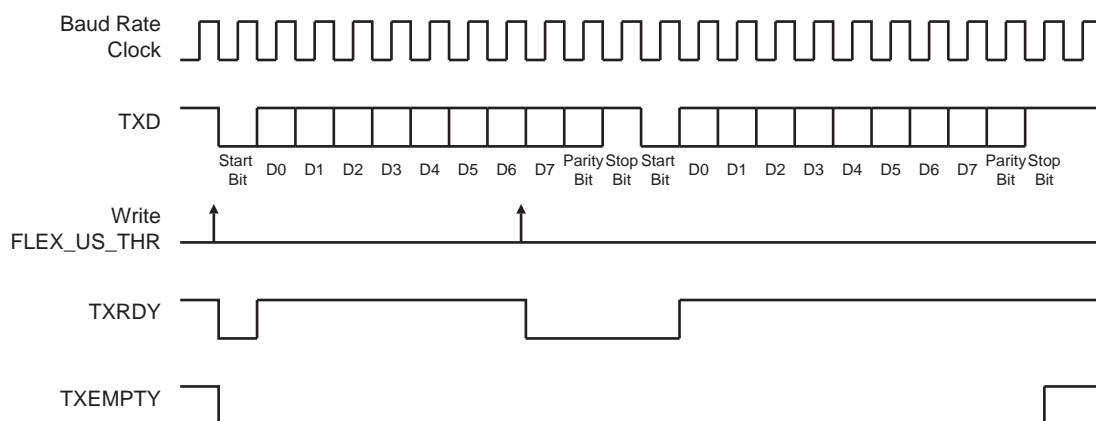 Baud Rate
Clock
TXD
Start
Bit
D0
D1
D2
D3
D4
D5
D6
D7
Parity
Bit
Stop
Bit
Start
Bit
D0
D1
D2
D3
D4
D5
D6
D7
Parity
Bit
Stop
Bit
Write
FLEX_US_THR
TXRDY
TXEMPTY